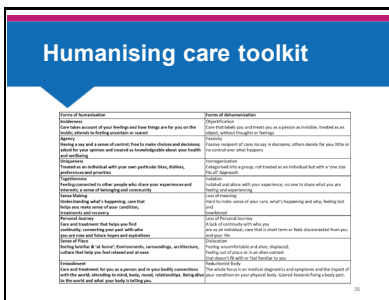 Humanising care toolkit
Forms of humanisation
Forms of dehumanisation
Insiderness
Care takes account of your feelings and how things are for you on the
inside; attends to feeling uncertain or scared
Objectification
Care that labels you and treats you as a person as invisible; treated as an
object, without thoughts or feelings
Agency
Having a say and a sense of control; free to make choices and decisions;
asked for your opinion and treated as knowledgeable about your health
and wellbeing
Passivity
Passive recipient of care; no say in decisions; others decide for you; little or
no control over what happens
Uniqueness
Treated as an individual with your own particular likes, dislikes,
preferences and priorities
Homogenisation
Categorised into a group; not treated as an individual but with a "one size
fits all" Approach
Togetherness
Feeling connected to other people who share your experiences and
interests; a sense of belonging and community
Isolation
Isolated and alone with your experience; no one to share what you are
feeling and experiencing
Sense Making
Understanding what's happening; care that
helps you make sense of your condition,
treatments and recovery
Loss of meaning
Hard to make sense of your care; what's happening and why; feeling lost
and
bewildered
Personal Journey
Care and treatment that helps you find
continuity; connecting your past with who
you are now and future hopes and aspirations
Loss of Personal Journey
A lack of continuity with who you
are as an individual; care that is short term or feels disconnected from you
and your life
Sense of Place
feeling familiar & 'at home'; Environments, surroundings, architecture,
culture that help you feel relaxed and at ease
Dislocation
Feeling uncomfortable and alien; displaced;
feeling out of place or in an alien context
that doesn't fit with or feel familiar to you
Embodiment
Care and treatment for you as a person and in your bodily connections
with the world, attending to mind, body, mood, relationships. Being alive
to the world and what your body is telling you.
Reductionist Body
The whole focus is on medical diagnostics and symptoms and the impact of
your condition on your physical body. Geared towards fixing a body part.
36